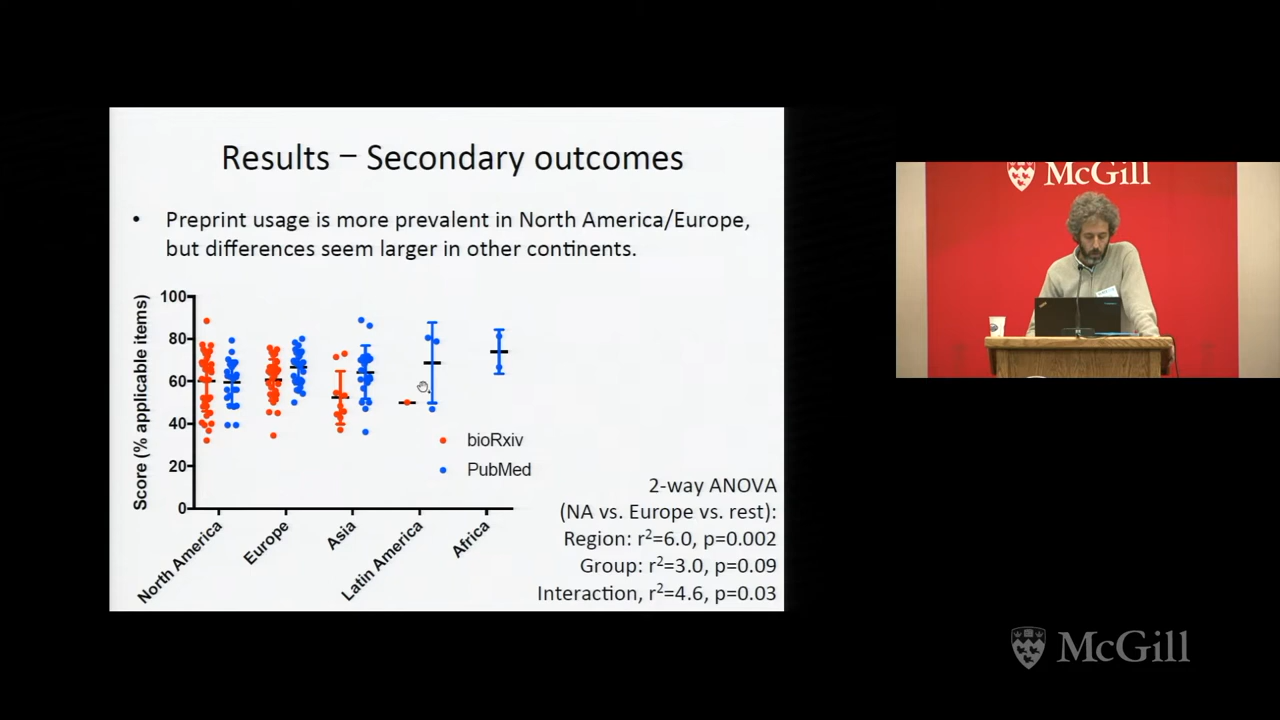 Results – Secondary outcomes
• Preprint usage is more prevalent in North America/Europe,
but differences seem larger in other continents.
Score (% applicable items)
100
80
60
40
20
0
North America
Europe
Asia
Latin America
Africa
bioRxiv
PubMed
2-way ANOVA
(NA vs. Europe vs. rest):
Region: r²=6.0, p=0.002
Group: r²=3.0, p=0.09
Interaction, r²=4.6, p=0.03
McGill
McGill